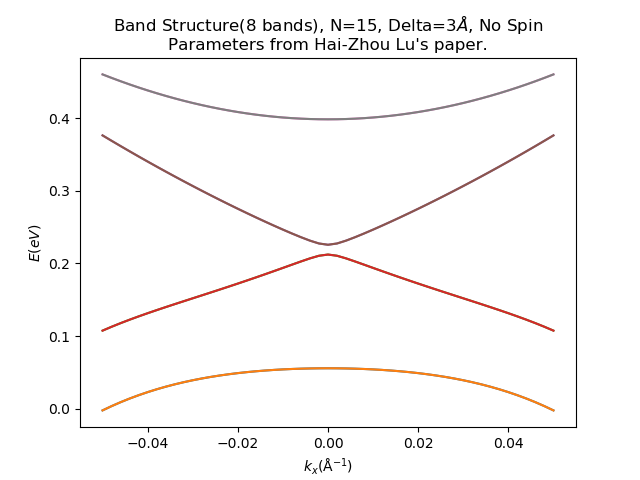 Band Structure(8 bands), N=15, Delta=3Å, No Spin
Parameters from Hai-Zhou Lu's paper.
0.4
0.3
0.2
0.1
0.0
E(eV)
−0.04 −0.02 0.00 0.02 0.04
kₓ(Å⁻¹)